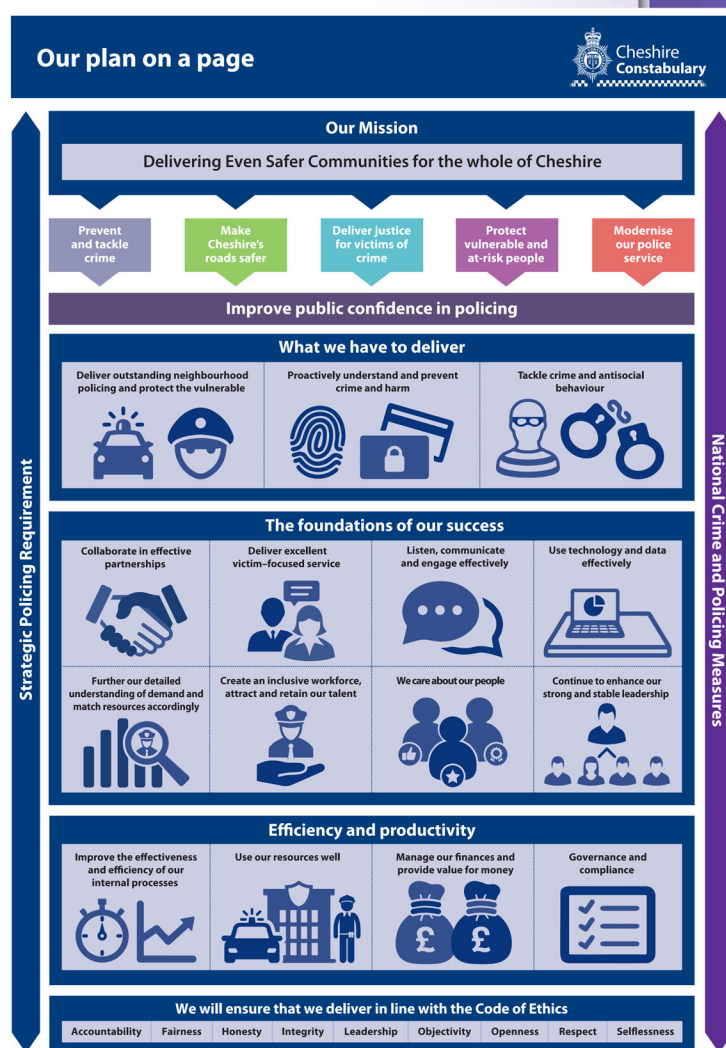 Our plan on a page
Cheshire
Constabulary
Our Mission
Delivering Even Safer Communities for the whole of Cheshire
Prevent
and tackle
crime
Make
Cheshire's
roads safer
Deliver justice
for victims of
crime
Protect
vulnerable and
at-risk people
Modernise
our police
service
Improve public confidence in policing
What we have to deliver
Deliver outstanding neighbourhood
policing and protect the vulnerable
Proactively understand and prevent
crime and harm
Tackle crime and antisocial
behaviour
Strategic Policing Requirement
National Crime and Policing Measures
The foundations of our success
Collaborate in effective
partnerships
Deliver excellent
victim–focused service
Listen, communicate
and engage effectively
Use technology and data
effectively
Further our detailed
understanding of demand and
match resources accordingly
Create an inclusive workforce,
attract and retain our talent
We care about our people
Continue to enhance our
strong and stable leadership
Efficiency and productivity
Improve the effectiveness
and efficiency of our
internal processes
Use our resources well
Manage our finances and
provide value for money
£
£
Governance and
compliance
We will ensure that we deliver in line with the Code of Ethics
Accountability
Fairness
Honesty
Integrity
Leadership
Objectivity
Openness
Respect
Selflessness